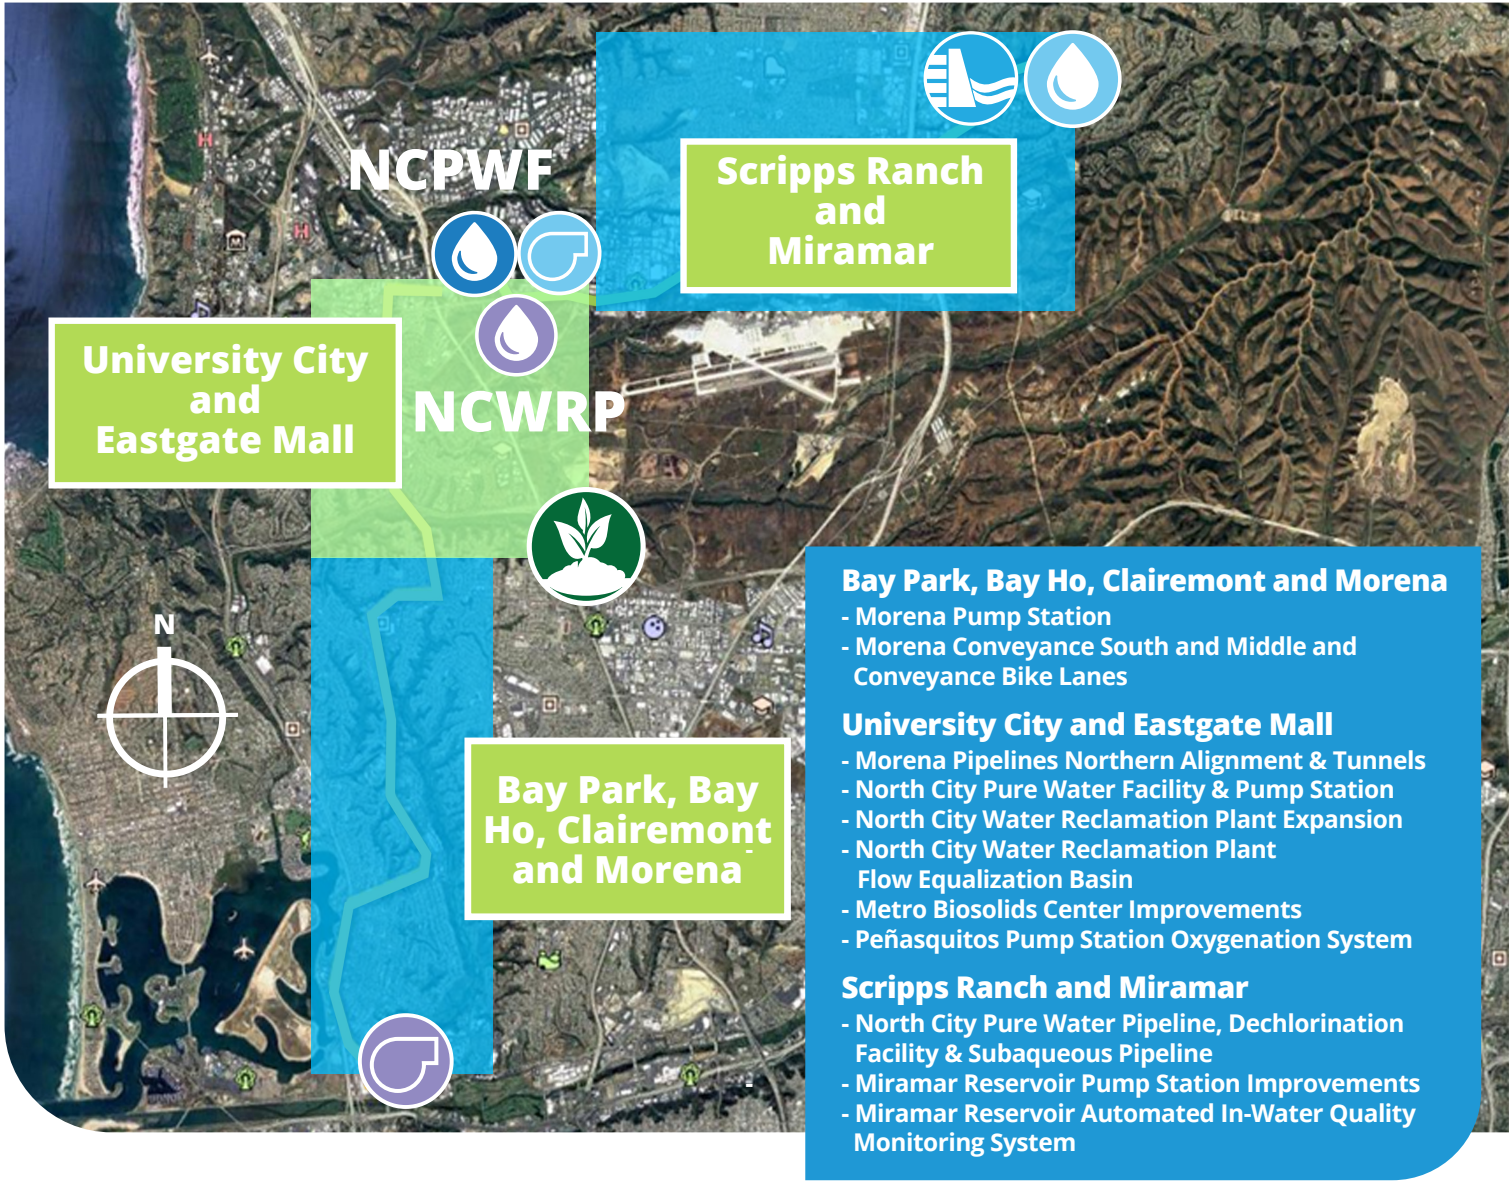 NCPWF
Scripps Ranch
and
Miramar
University City
and
Eastgate Mall
NCWRP
N
Bay Park, Bay
Ho, Clairemont
and Morena
Bay Park, Bay Ho, Clairemont and Morena
- Morena Pump Station
- Morena Conveyance South and Middle and
Conveyance Bike Lanes
University City and Eastgate Mall
- Morena Pipelines Northern Alignment & Tunnels
- North City Pure Water Facility & Pump Station
- North City Water Reclamation Plant Expansion
- North City Water Reclamation Plant
Flow Equalization Basin
- Metro Biosolids Center Improvements
- Peñasquitos Pump Station Oxygenation System
Scripps Ranch and Miramar
- North City Pure Water Pipeline, Dechlorination
Facility & Subaqueous Pipeline
- Miramar Reservoir Pump Station Improvements
- Miramar Reservoir Automated In-Water Quality
Monitoring System